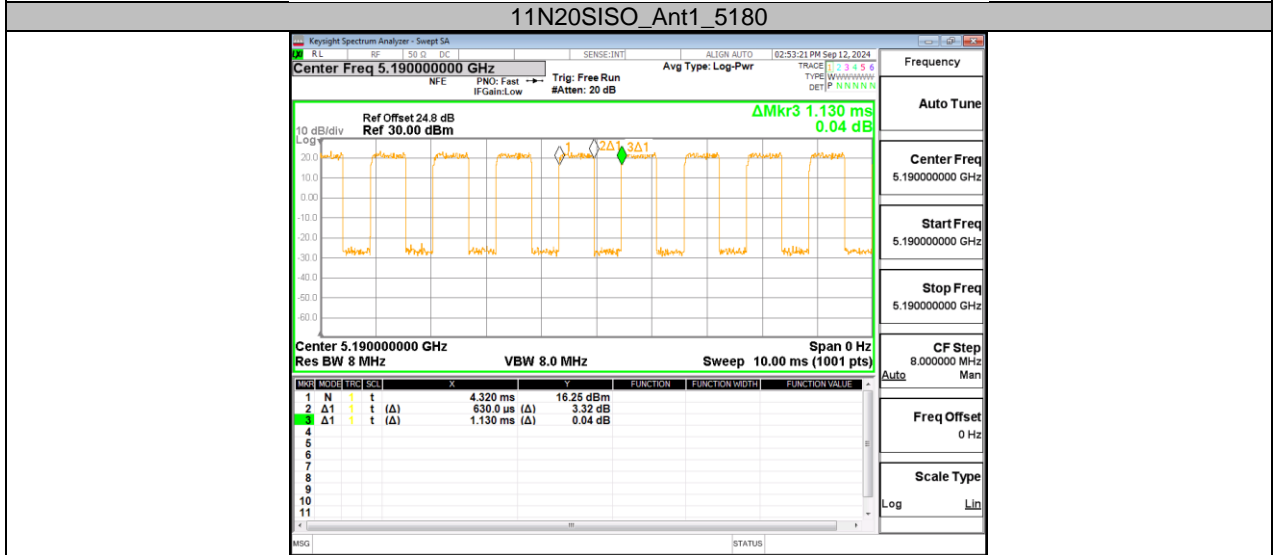 11N20SISO_Ant1_5180
Keysight Spectrum Analyzer - Swept SA
RL RF 50 Ω DC SENSE:INT ALIGN AUTO 02:53:21 PM Sep 12, 2024
Center Freq 5.190000000 GHz
NFE
PNO: Fast
IFGain:Low
Trig: Free Run
#Atten: 20 dB
Avg Type: Log-Pwr
TRACE 1 2 3 4 5 6
TYPE WWWWWW
DET P N N N N N
Frequency
Auto Tune
ΔMkr3 1.130 ms
0.04 dB
Ref Offset 24.8 dB
10 dB/div Ref 30.00 dBm
Log
20.0
10.0
0.00
-10.0
-20.0
-30.0
-40.0
-50.0
-60.0
1
2Δ1
3Δ1
Center 5.190000000 GHz Span 0 Hz
Res BW 8 MHz VBW 8.0 MHz Sweep 10.00 ms (1001 pts)
MKR MODE TRC SCL X Y FUNCTION FUNCTION WIDTH FUNCTION VALUE
1 N 1 t 4.320 ms 16.25 dBm
2 Δ1 1 t (Δ) 630.0 µs (Δ) 3.32 dB
3 Δ1 1 t (Δ) 1.130 ms (Δ) 0.04 dB
4
5
6
7
8
9
10
11
Center Freq
5.190000000 GHz
Start Freq
5.190000000 GHz
Stop Freq
5.190000000 GHz
CF Step
8.000000 MHz
Auto Man
Freq Offset
0 Hz
Scale Type
Log Lin
MSG STATUS